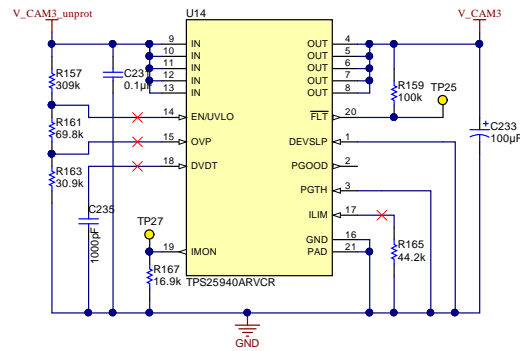 V_CAM3_unprot
U14
V_CAM3
9 IN OUT 4
10 IN OUT 5
11 IN OUT 6
12 IN OUT 7
13 IN OUT 8
R157
309k
C23
0.1µF
R159
100k
TP25
14 EN/UVLO FLT 20
R161
69.8k
15 OVP DEVSLP 1
C233
100µF
18 DVDT PGOOD 2
R163
30.9k
PGTH 3
C235
1000pF
ILIM 17
TP27
GND 16
19 IMON PAD 21
R165
44.2k
R167
16.9k
TPS25940ARVCR
GND